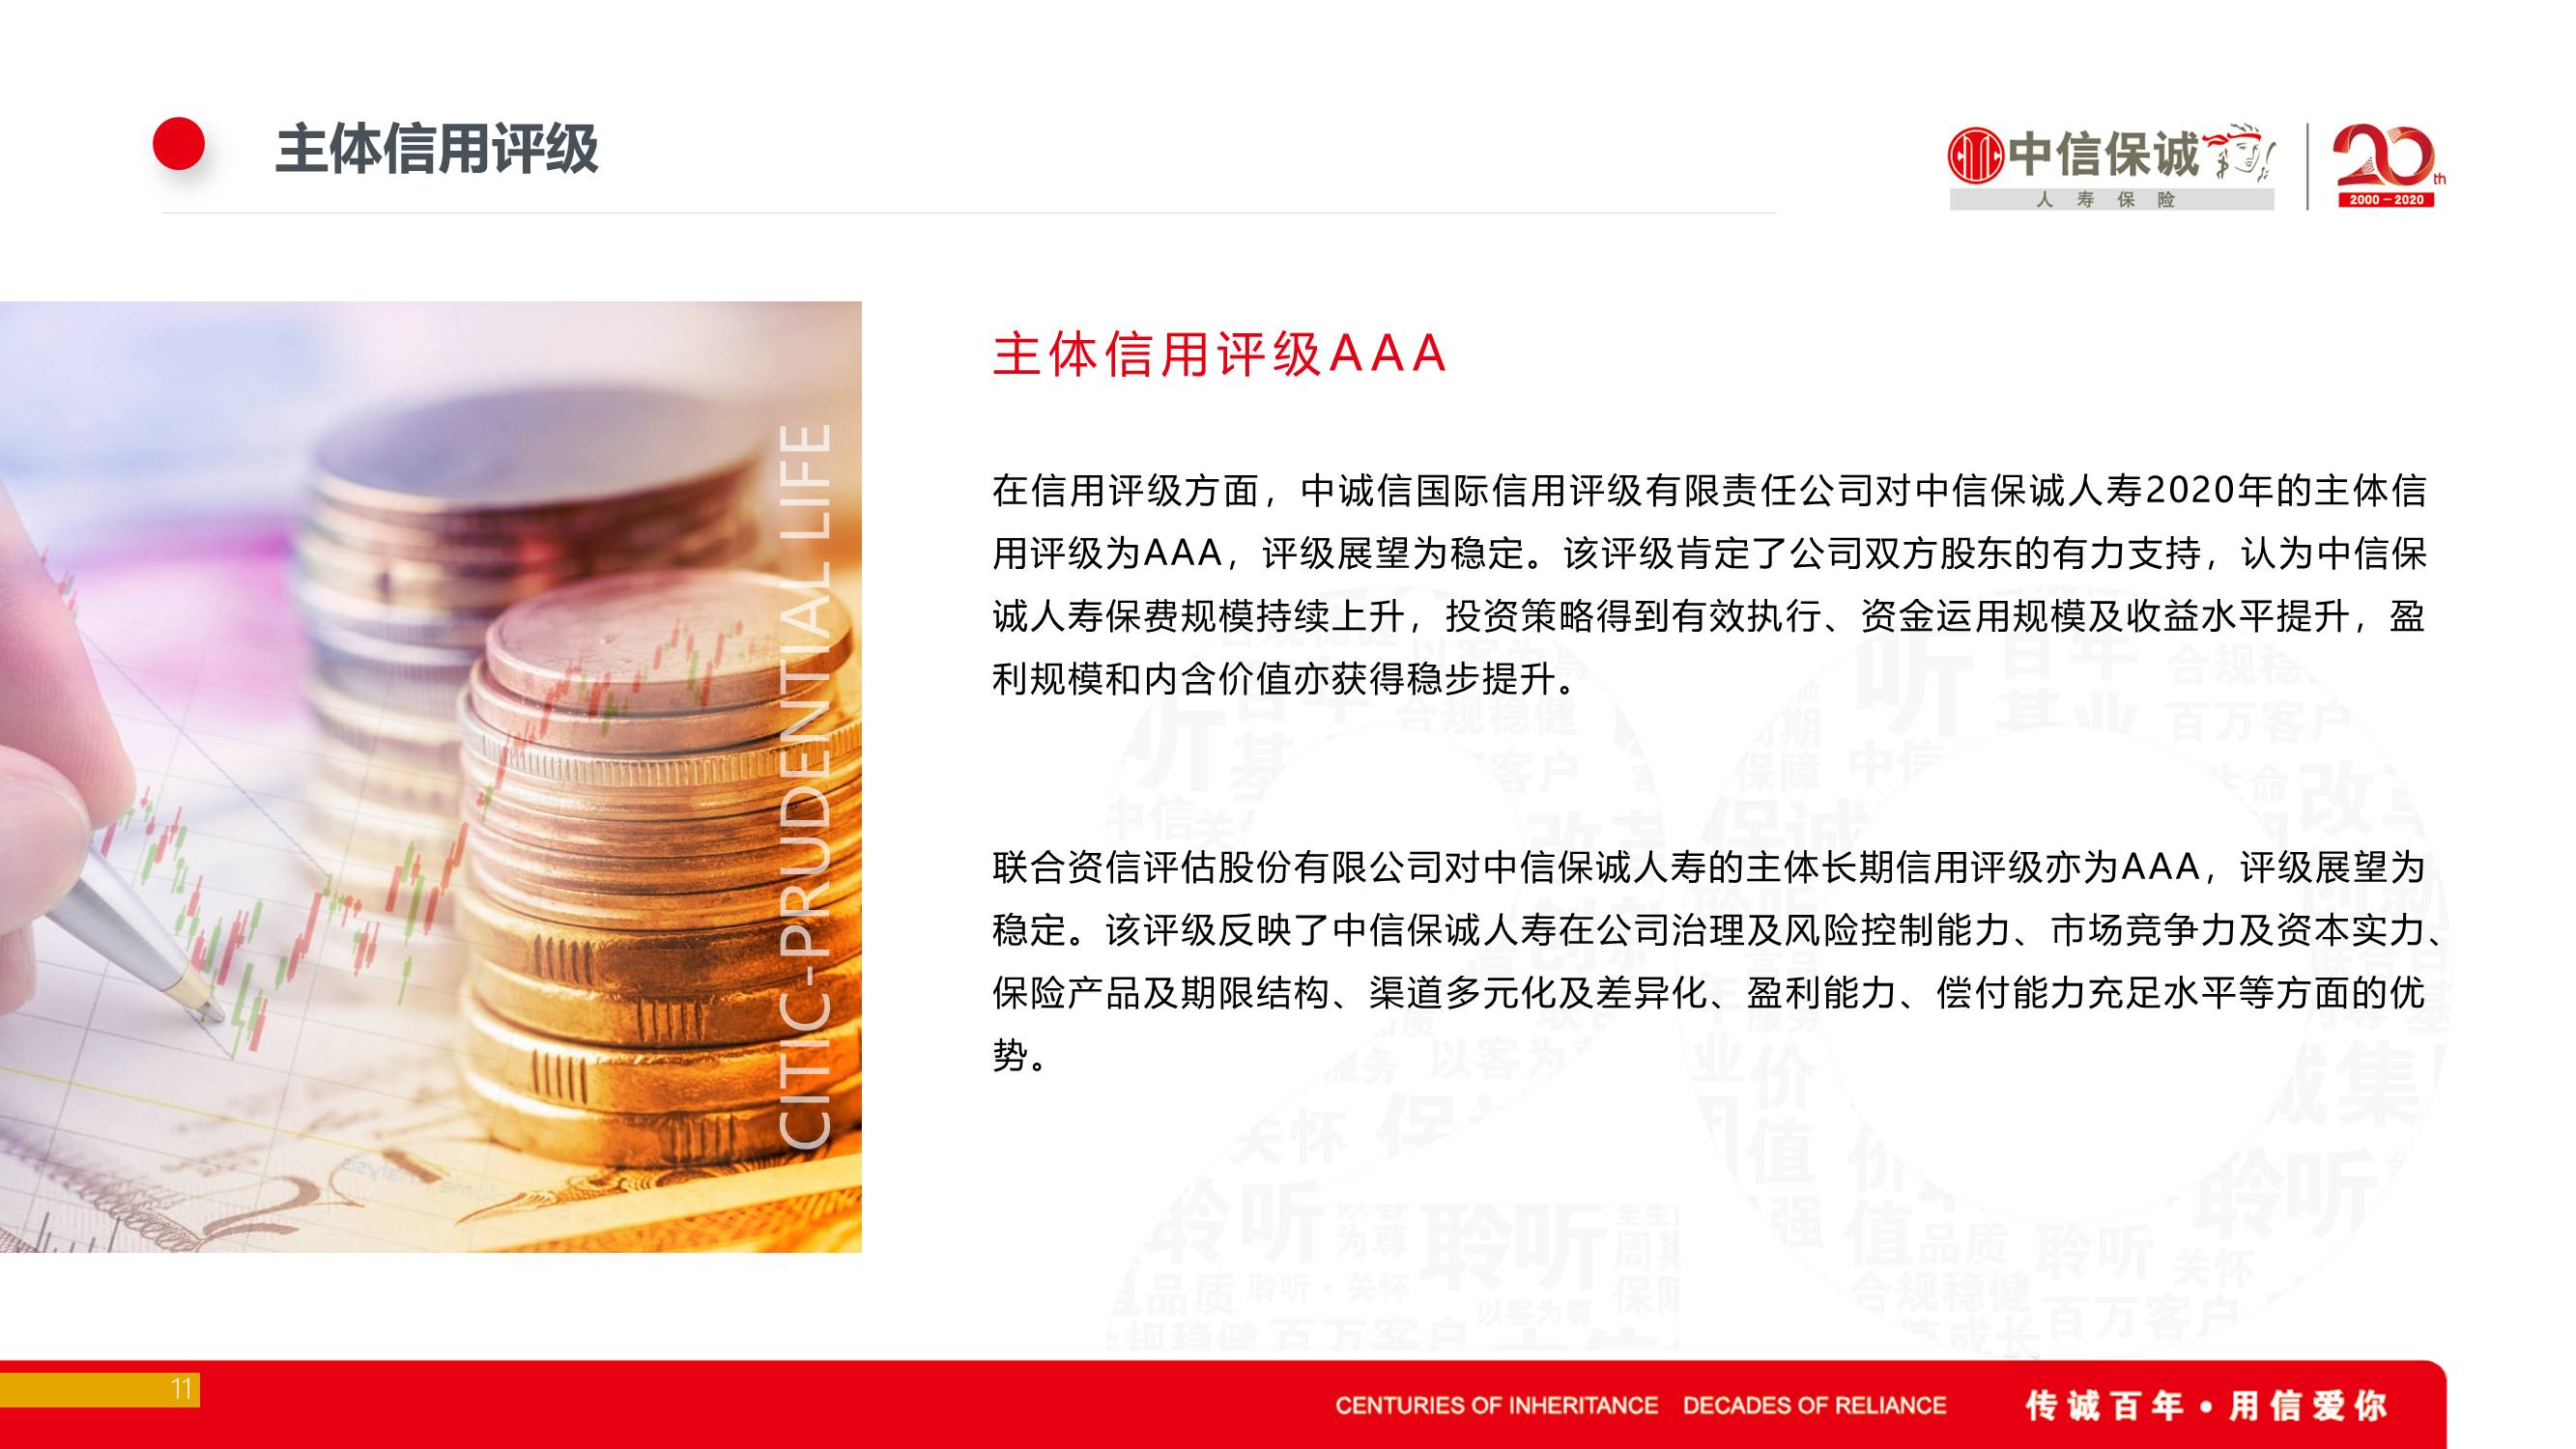 主体信用评级
中信保诚
人寿保险
20th
2000-2020
CITIC-PRUDENTIAL LIFE
主体信用评级AAA
在信用评级方面，中诚信国际信用评级有限责任公司对中信保诚人寿2020年的主体信
用评级为AAA，评级展望为稳定。该评级肯定了公司双方股东的有力支持，认为中信保
诚人寿保费规模持续上升，投资策略得到有效执行、资金运用规模及收益水平提升，盈
利规模和内含价值亦获得稳步提升。
联合资信评估股份有限公司对中信保诚人寿的主体长期信用评级亦为AAA，评级展望为
稳定。该评级反映了中信保诚人寿在公司治理及风险控制能力、市场竞争力及资本实力、
保险产品及期限结构、渠道多元化及差异化、盈利能力、偿付能力充足水平等方面的优
势。
11
CENTURIES OF INHERITANCE DECADES OF RELIANCE
传诚百年•用信爱你